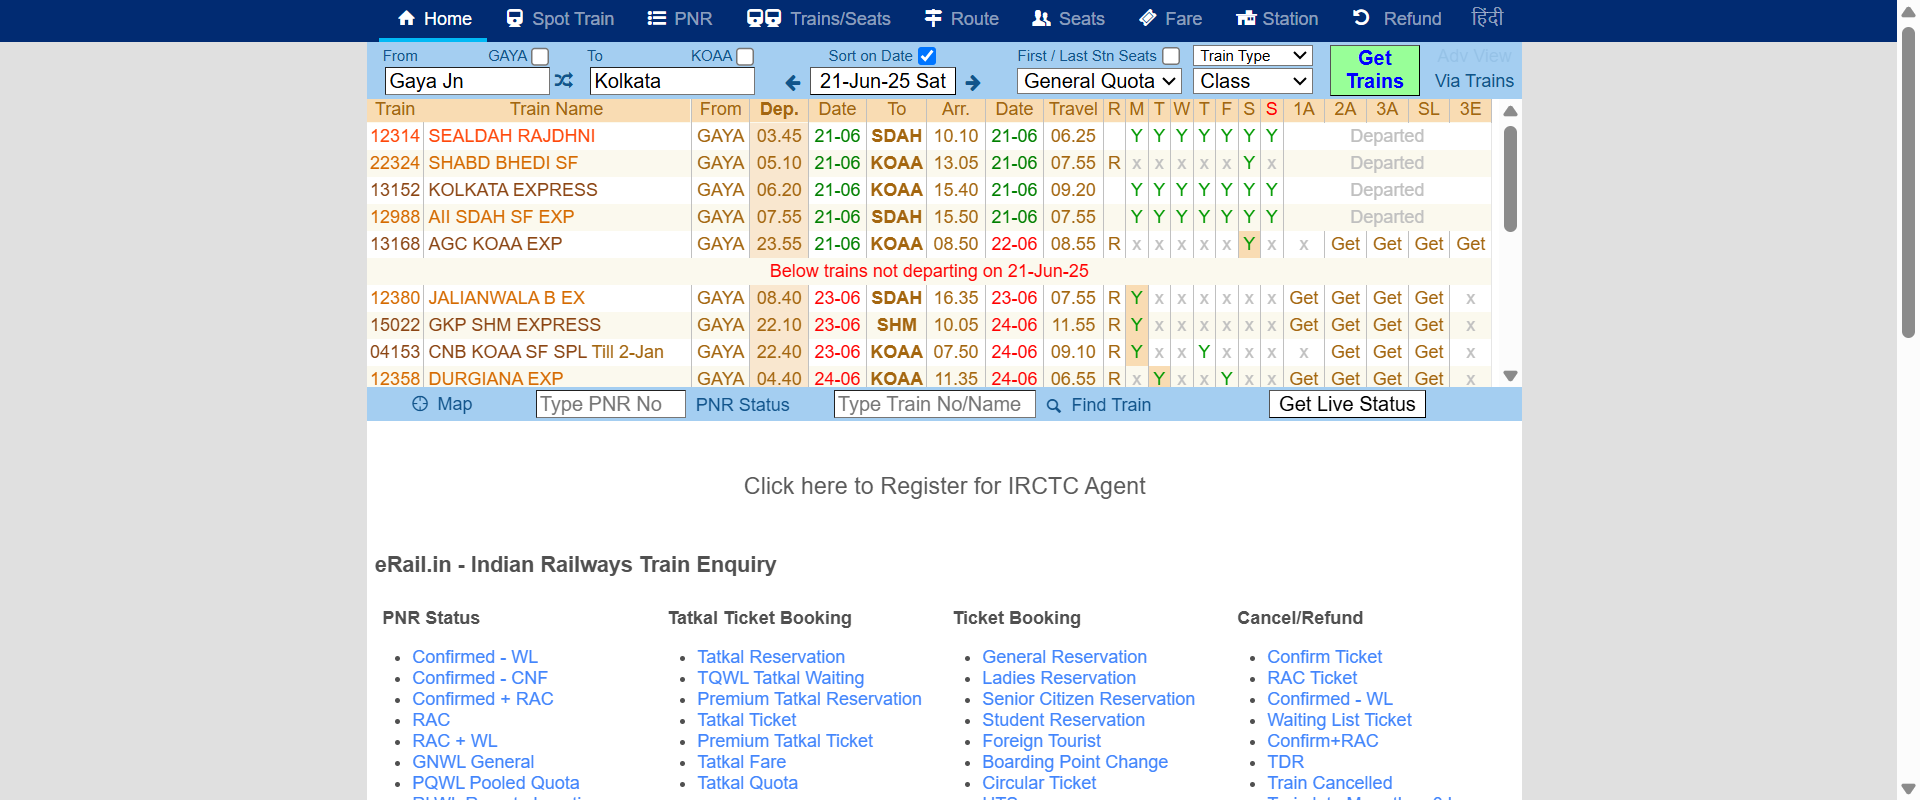 Home Spot Train PNR Trains/Seats Route Seats Fare Station Refund हिंदी
From GAYA To KOAA Sort on Date First / Last Stn Seats Train Type Get Trains Adv View
Gaya Jn Kolkata 21-Jun-25 Sat General Quota Class Via Trains
Train Train Name From Dep. Date To Arr. Date Travel R M T W T F S S 1A 2A 3A SL 3E
12314 SEALDAH RAJDHNI GAYA 03.45 21-06 SDAH 10.10 21-06 06.25 Y Y Y Y Y Y Y Departed
22324 SHABD BHEDI SF GAYA 05.10 21-06 KOAA 13.05 21-06 07.55 R x x x x x Y x Departed
13152 KOLKATA EXPRESS GAYA 06.20 21-06 KOAA 15.40 21-06 09.20 Y Y Y Y Y Y Y Departed
12988 AII SDAH SF EXP GAYA 07.55 21-06 SDAH 15.50 21-06 07.55 Y Y Y Y Y Y Y Departed
13168 AGC KOAA EXP GAYA 23.55 21-06 KOAA 08.50 22-06 08.55 R x x x x x Y x x Get Get Get Get
Below trains not departing on 21-Jun-25
12380 JALIANWALA B EX GAYA 08.40 23-06 SDAH 16.35 23-06 07.55 R Y x x x x x x Get Get Get Get x
15022 GKP SHM EXPRESS GAYA 22.10 23-06 SHM 10.05 24-06 11.55 R Y x x x x x x Get Get Get Get x
04153 CNB KOAA SF SPL Till 2-Jan GAYA 22.40 23-06 KOAA 07.50 24-06 09.10 R Y x x Y x x x x Get Get Get x
12358 DURGIANA EXP GAYA 04.40 24-06 KOAA 11.35 24-06 06.55 R x Y x x Y x x Get Get Get Get x
Map Type PNR No PNR Status Type Train No/Name Find Train Get Live Status
Click here to Register for IRCTC Agent
eRail.in - Indian Railways Train Enquiry
PNR Status
Confirmed - WL
Confirmed - CNF
Confirmed + RAC
RAC
RAC + WL
GNWL General
PQWL Pooled Quota
Tatkal Ticket Booking
Tatkal Reservation
TQWL Tatkal Waiting
Premium Tatkal Reservation
Tatkal Ticket
Premium Tatkal Ticket
Tatkal Fare
Tatkal Quota
Ticket Booking
General Reservation
Ladies Reservation
Senior Citizen Reservation
Student Reservation
Foreign Tourist
Boarding Point Change
Circular Ticket
Cancel/Refund
Confirm Ticket
RAC Ticket
Confirmed - WL
Waiting List Ticket
Confirm+RAC
TDR
Train Cancelled